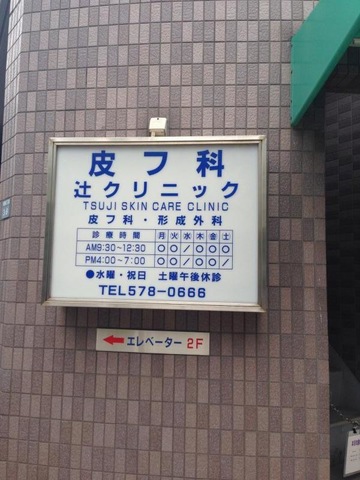 皮フ科
辻クリニック
TSUJI SKIN CARE CLINIC
皮フ科・形成外科
診療時間 月 火 水 木 金 土
AM9:30~12:30 ○ ○ / ○ ○ ○
PM4:00~7:00 ○ ○ / ○ ○ /
●水曜・祝日 土曜午後休診
TEL578-0666
← エレベーター 2F